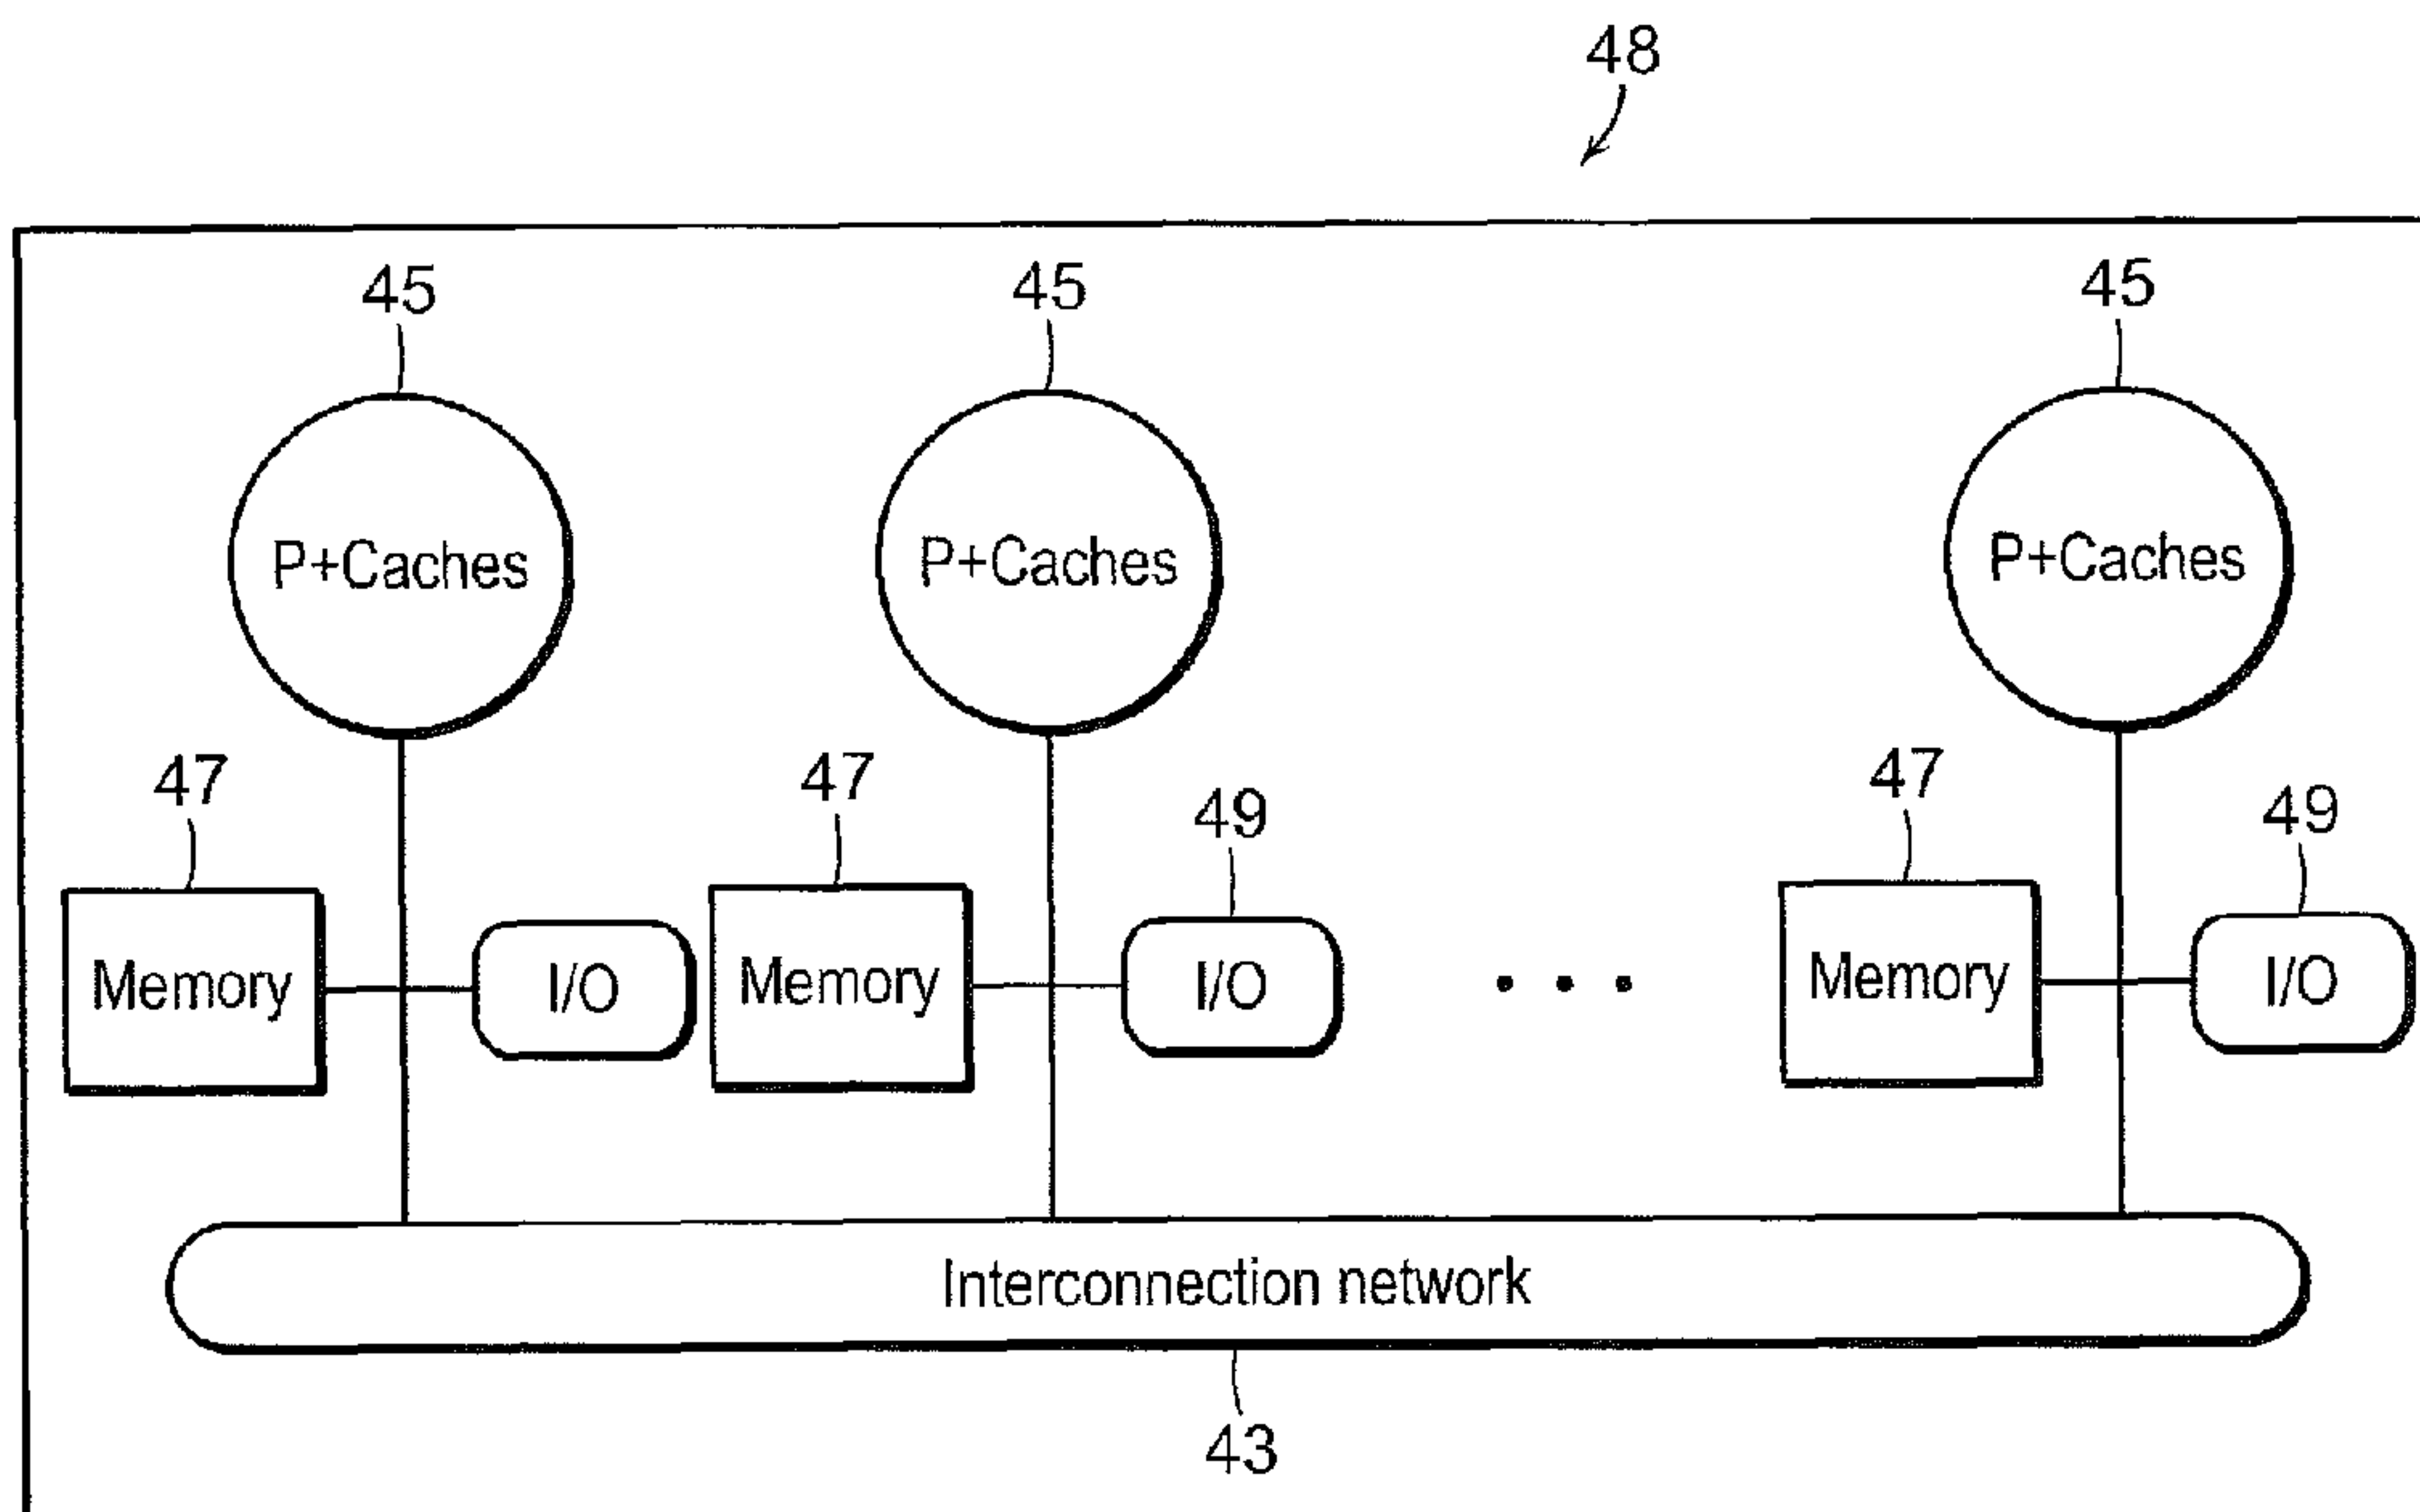 48
45
45
45
P+Caches
P+Caches
P+Caches
47
47
49
47
49
Memory
I/O
Memory
I/O
Memory
I/O
Interconnection network
43